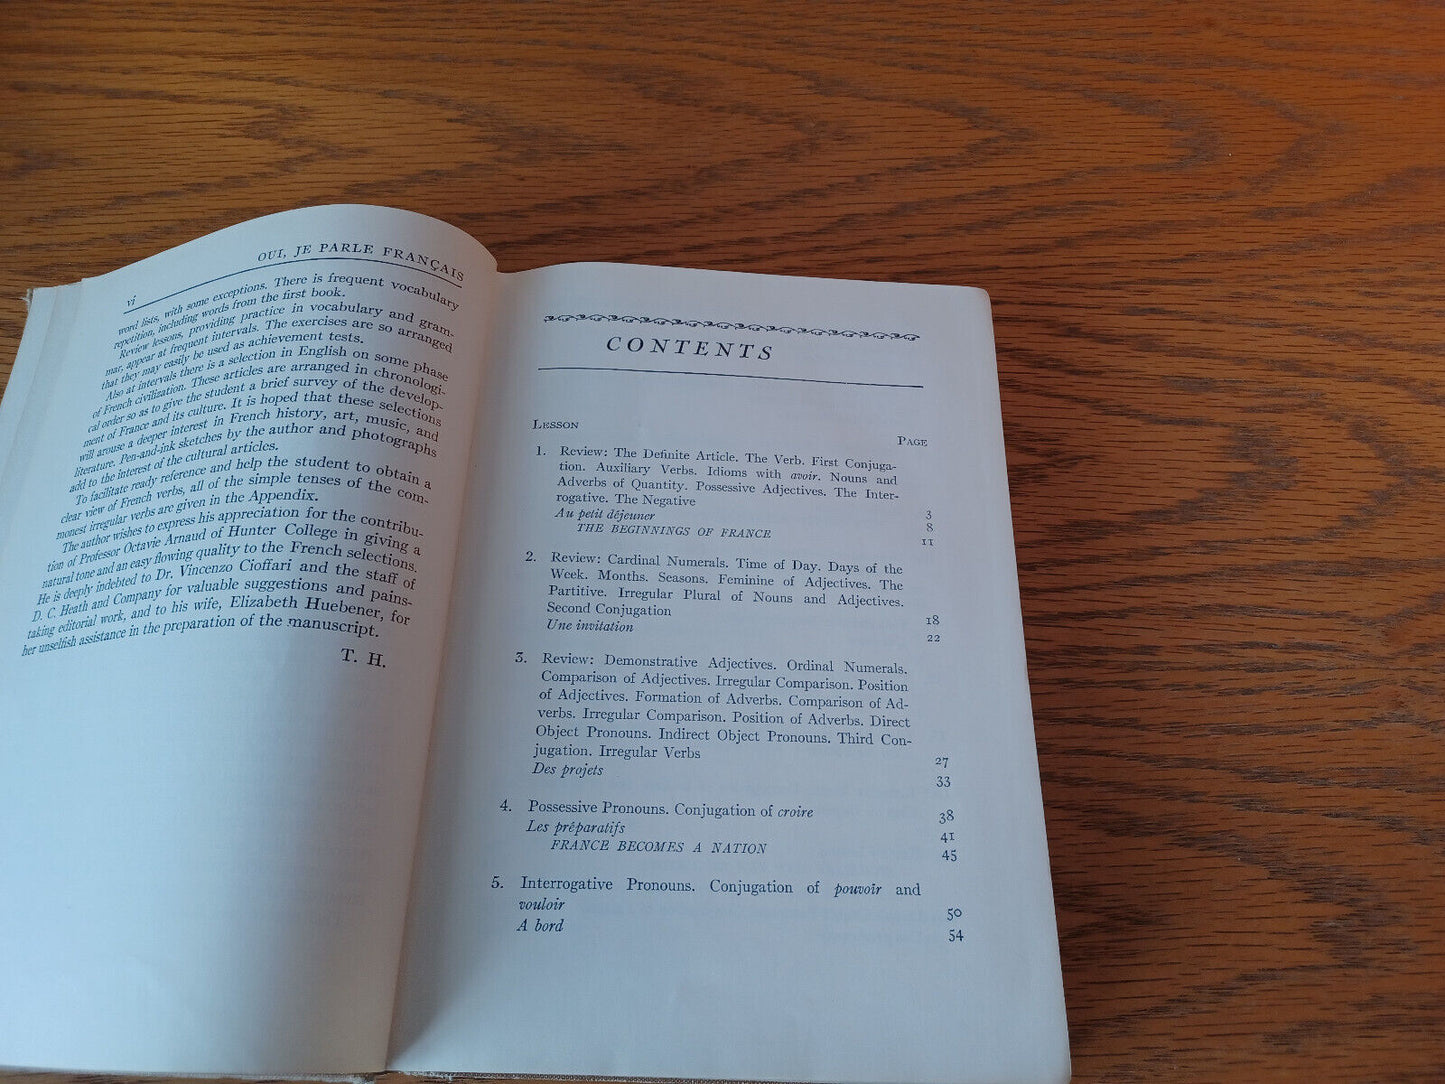 OUI, JE PARLE FRANÇAIS
vi
word lists, with some exceptions. There is frequent vocabulary
repetition, including words from the first book.
Review lessons, providing practice in vocabulary and gram-
mar, appear at frequent intervals. The exercises are so arranged
that they may easily be used as achievement tests.
Also at intervals there is a selection in English on some phase
of French civilization. These articles are arranged in chronologi-
cal order so as to give the student a brief survey of the develop-
ment of France and its culture. It is hoped that these selections
will arouse a deeper interest in French history, art, music, and
literature. Pen-and-ink sketches by the author and photographs
add to the interest of the cultural articles.
To facilitate ready reference and help the student to obtain a
clear view of French verbs, all of the simple tenses of the com-
monest irregular verbs are given in the Appendix.
The author wishes to express his appreciation for the contribu-
tion of Professor Octavie Arnaud of Hunter College in giving a
natural tone and an easy flowing quality to the French selections.
He is deeply indebted to Dr. Vincenzo Cioffari and the staff of
D. C. Heath and Company for valuable suggestions and pains-
taking editorial work, and to his wife, Elizabeth Huebener, for
her unselfish assistance in the preparation of the manuscript.
T. H.
CONTENTS
LESSON PAGE
1. Review: The Definite Article. The Verb. First Conjuga-
tion. Auxiliary Verbs. Idioms with avoir. Nouns and
Adverbs of Quantity. Possessive Adjectives. The Inter-
rogative. The Negative 3
Au petit déjeuner 8
THE BEGINNINGS OF FRANCE 11
2. Review: Cardinal Numerals. Time of Day. Days of the
Week. Months. Seasons. Feminine of Adjectives. The
Partitive. Irregular Plural of Nouns and Adjectives.
Second Conjugation 18
Une invitation 22
3. Review: Demonstrative Adjectives. Ordinal Numerals.
Comparison of Adjectives. Irregular Comparison. Position
of Adjectives. Formation of Adverbs. Comparison of Ad-
verbs. Irregular Comparison. Position of Adverbs. Direct
Object Pronouns. Indirect Object Pronouns. Third Con-
jugation. Irregular Verbs 27
Des projets 33
4. Possessive Pronouns. Conjugation of croire 38
Les préparatifs 41
FRANCE BECOMES A NATION 45
5. Interrogative Pronouns. Conjugation of pouvoir and
vouloir 50
A bord 54